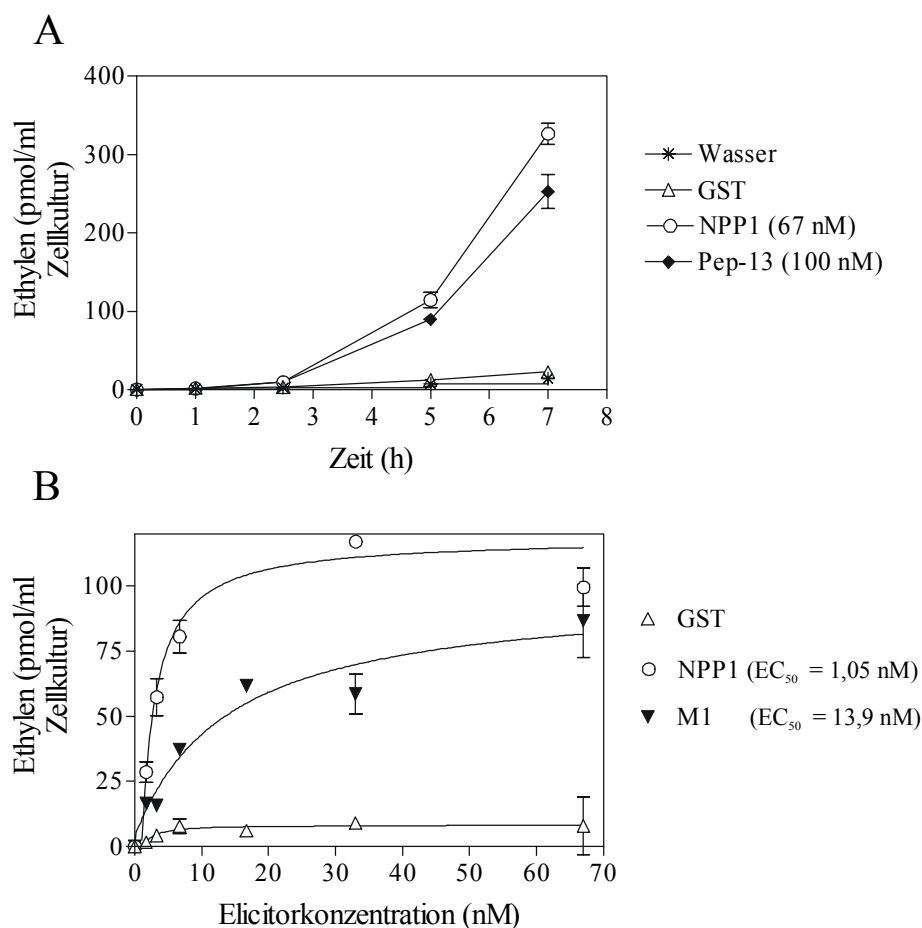 A
400
300
200
100
0
Ethylen (pmol/ml
Zellkultur)
0 1 2 3 4 5 6 7 8
Zeit (h)
Wasser
GST
NPP1 (67 nM)
Pep-13 (100 nM)
B
100
75
50
25
0
Ethylen (pmol/ml
Zellkultur)
0 10 20 30 40 50 60 70
Elicitorkonzentration (nM)
GST
NPP1 (EC50 = 1,05 nM)
M1 (EC50 = 13,9 nM)